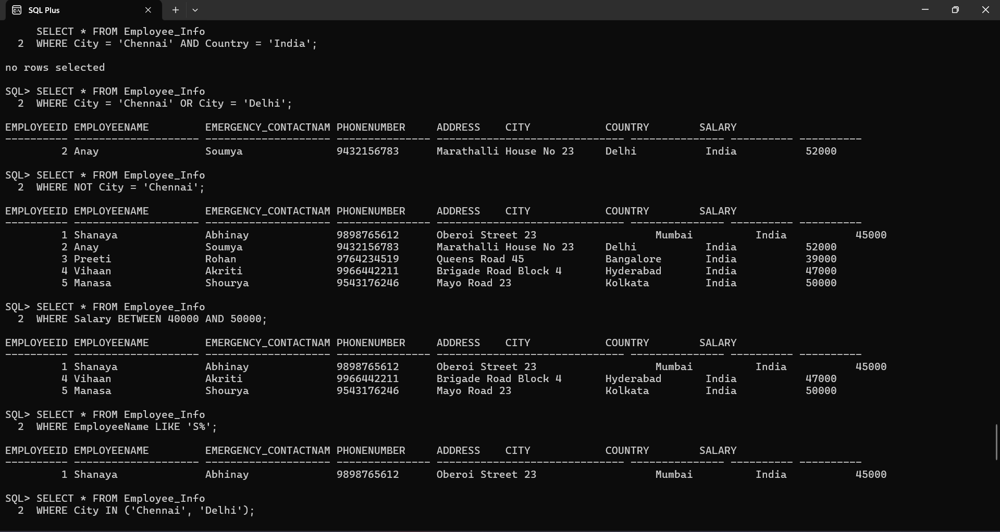 SQL Plus
SELECT * FROM Employee_Info
2 WHERE City = 'Chennai' AND Country = 'India';
no rows selected
SQL> SELECT * FROM Employee_Info
2 WHERE City = 'Chennai' OR City = 'Delhi';
EMPLOYEEID EMPLOYEENAME EMERGENCY_CONTACTNAM PHONENUMBER ADDRESS CITY COUNTRY SALARY
---------- -------------------- -------------------- --------------- ------------------------------ --------------- ---------- ----------
2 Anay Soumya 9432156783 Marathalli House No 23 Delhi India 52000
SQL> SELECT * FROM Employee_Info
2 WHERE NOT City = 'Chennai';
EMPLOYEEID EMPLOYEENAME EMERGENCY_CONTACTNAM PHONENUMBER ADDRESS CITY COUNTRY SALARY
---------- -------------------- -------------------- --------------- ------------------------------ --------------- ---------- ----------
1 Shanaya Abhinay 9898765612 Oberoi Street 23 Mumbai India 45000
2 Anay Soumya 9432156783 Marathalli House No 23 Delhi India 52000
3 Preeti Rohan 9764234519 Queens Road 45 Bangalore India 39000
4 Vihaan Akriti 9966442211 Brigade Road Block 4 Hyderabad India 47000
5 Manasa Shourya 9543176246 Mayo Road 23 Kolkata India 50000
SQL> SELECT * FROM Employee_Info
2 WHERE Salary BETWEEN 40000 AND 50000;
EMPLOYEEID EMPLOYEENAME EMERGENCY_CONTACTNAM PHONENUMBER ADDRESS CITY COUNTRY SALARY
---------- -------------------- -------------------- --------------- ------------------------------ --------------- ---------- ----------
1 Shanaya Abhinay 9898765612 Oberoi Street 23 Mumbai India 45000
4 Vihaan Akriti 9966442211 Brigade Road Block 4 Hyderabad India 47000
5 Manasa Shourya 9543176246 Mayo Road 23 Kolkata India 50000
SQL> SELECT * FROM Employee_Info
2 WHERE EmployeeName LIKE 'S%';
EMPLOYEEID EMPLOYEENAME EMERGENCY_CONTACTNAM PHONENUMBER ADDRESS CITY COUNTRY SALARY
---------- -------------------- -------------------- --------------- ------------------------------ --------------- ---------- ----------
1 Shanaya Abhinay 9898765612 Oberoi Street 23 Mumbai India 45000
SQL> SELECT * FROM Employee_Info
2 WHERE City IN ('Chennai', 'Delhi');